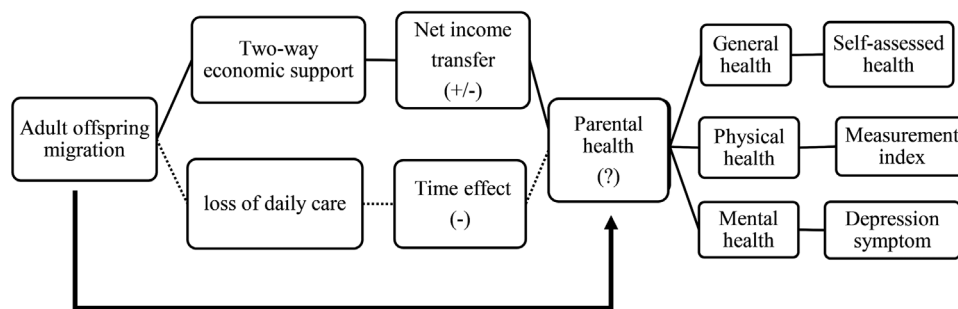 Adult offspring
migration
Two-way
economic support
Net income
transfer
(+/-)
loss of daily care
Time effect
(-)
Parental
health
(?)
General
health
Self-assessed
health
Physical
health
Measurement
index
Mental
health
Depression
symptom